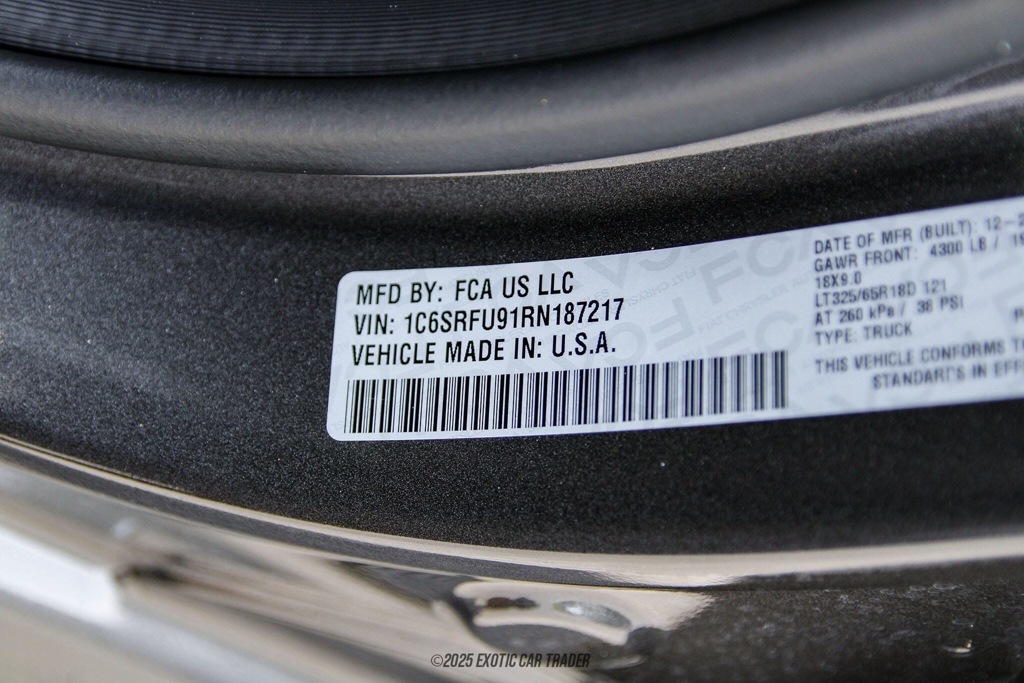 MFD BY: FCA US LLC
VIN: 1C6SRFU91RN187217
VEHICLE MADE IN: U.S.A.
DATE OF MFR (BUILT): 12-2
GAWR FRONT: 4300 LB / 19
18X9.0
LT325/65R18D 121
AT 260 kPa / 38 PSI
TYPE: TRUCK
THIS VEHICLE CONFORMS T
STANDARDS IN EFF
©2025 EXOTIC CAR TRADER